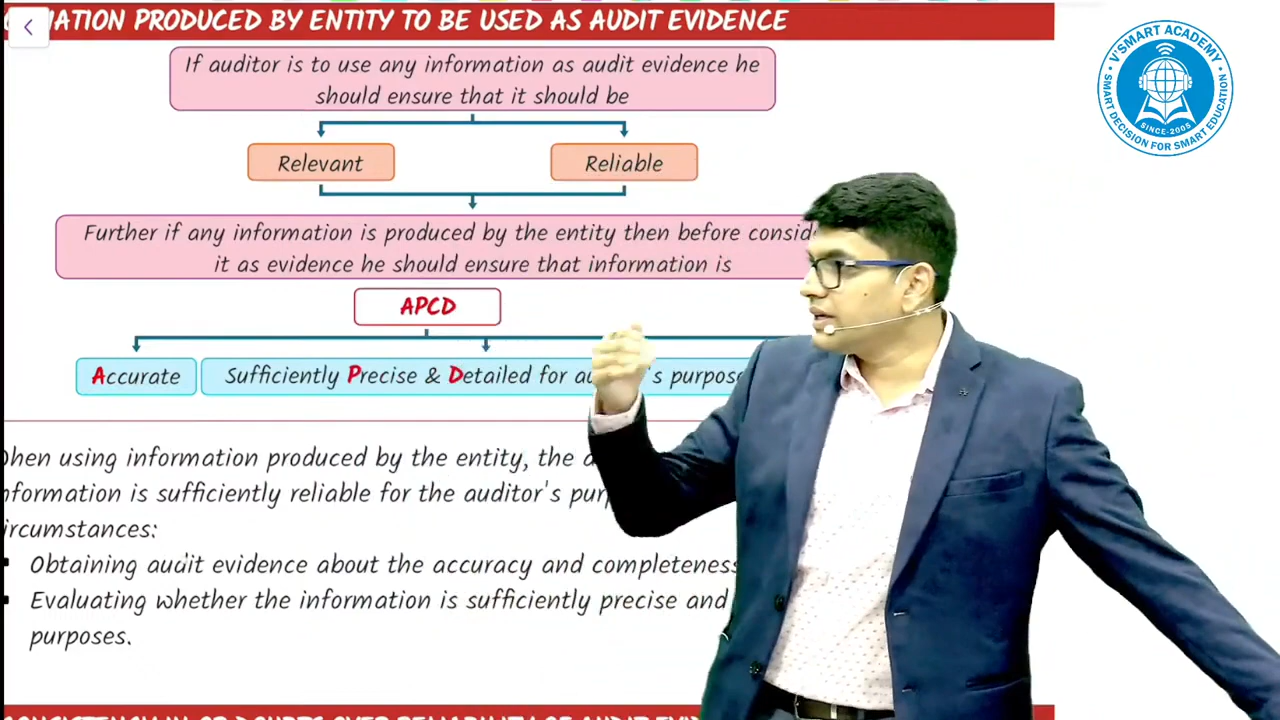 MATION PRODUCED BY ENTITY TO BE USED AS AUDIT EVIDENCE
If auditor is to use any information as audit evidence he
should ensure that it should be
Relevant
Reliable
Further if any information is produced by the entity then before consid
it as evidence he should ensure that information is
APCD
Accurate
Sufficiently Precise & Detailed for au 's purpose
When using information produced by the entity, the a
nformation is sufficiently reliable for the auditor's pur
ircumstances:
Obtaining audit evidence about the accuracy and completeness
Evaluating whether the information is sufficiently precise and
purposes.
V'SMART ACADEMY
SINCE-2005
SMART DECISION FOR SMART EDUCATION